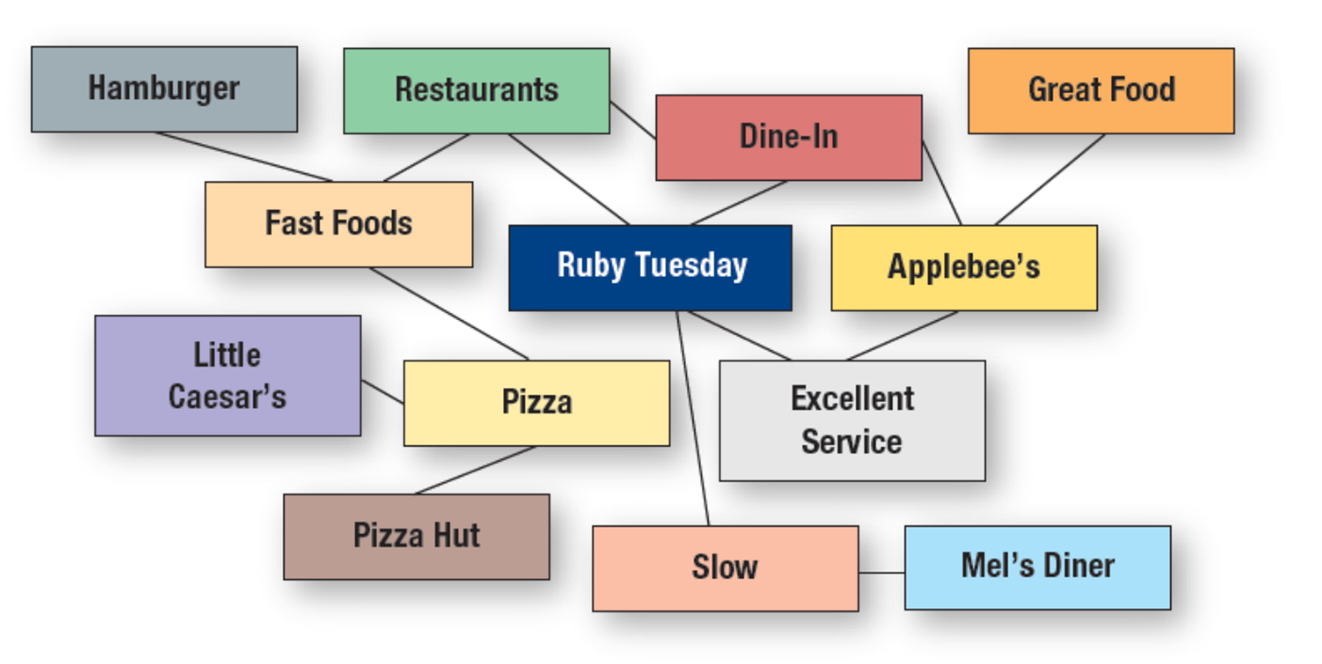 Hamburger
Restaurants
Great Food
Dine-In
Fast Foods
Ruby Tuesday
Applebee’s
Little
Caesar’s
Pizza
Excellent
Service
Pizza Hut
Slow
Mel’s Diner